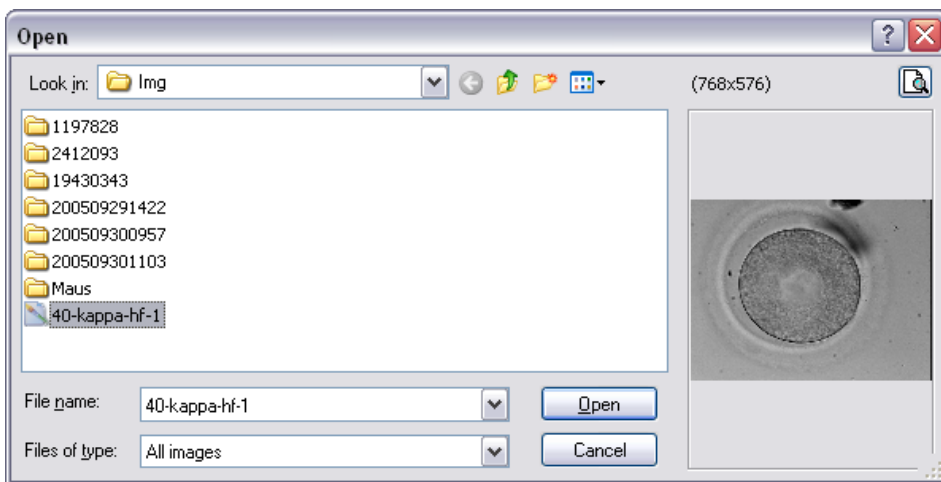 Open
Look in: Img
(768x576)
1197828
2412093
19430343
200509291422
200509300957
200509301103
Maus
40-kappa-hf-1
File name: 40-kappa-hf-1
Open
Files of type: All images
Cancel